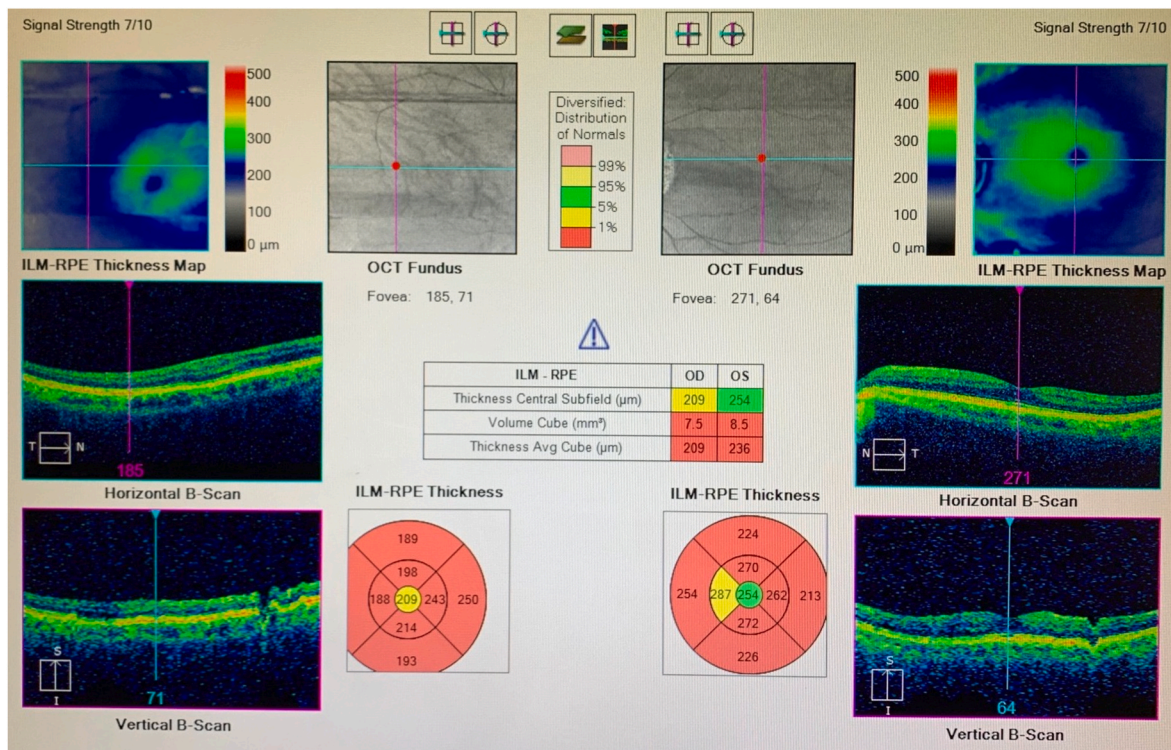 Signal Strength 7/10
Signal Strength 7/10
500
400
300
200
100
0 µm
ILM-RPE Thickness Map
OCT Fundus
Fovea: 185, 71
Diversified:
Distribution
of Normals
99%
95%
5%
1%
OCT Fundus
Fovea: 271, 64
500
400
300
200
100
0 µm
ILM-RPE Thickness Map
ILM - RPE OD OS
Thickness Central Subfield (µm) 209 254
Volume Cube (mm³) 7.5 8.5
Thickness Avg Cube (µm) 209 236
T N
185
Horizontal B-Scan
N T
271
Horizontal B-Scan
ILM-RPE Thickness
189
198
188 209 243 250
214
193
ILM-RPE Thickness
224
270
254 287 254 262 213
272
226
S
I
71
Vertical B-Scan
S
I
64
Vertical B-Scan